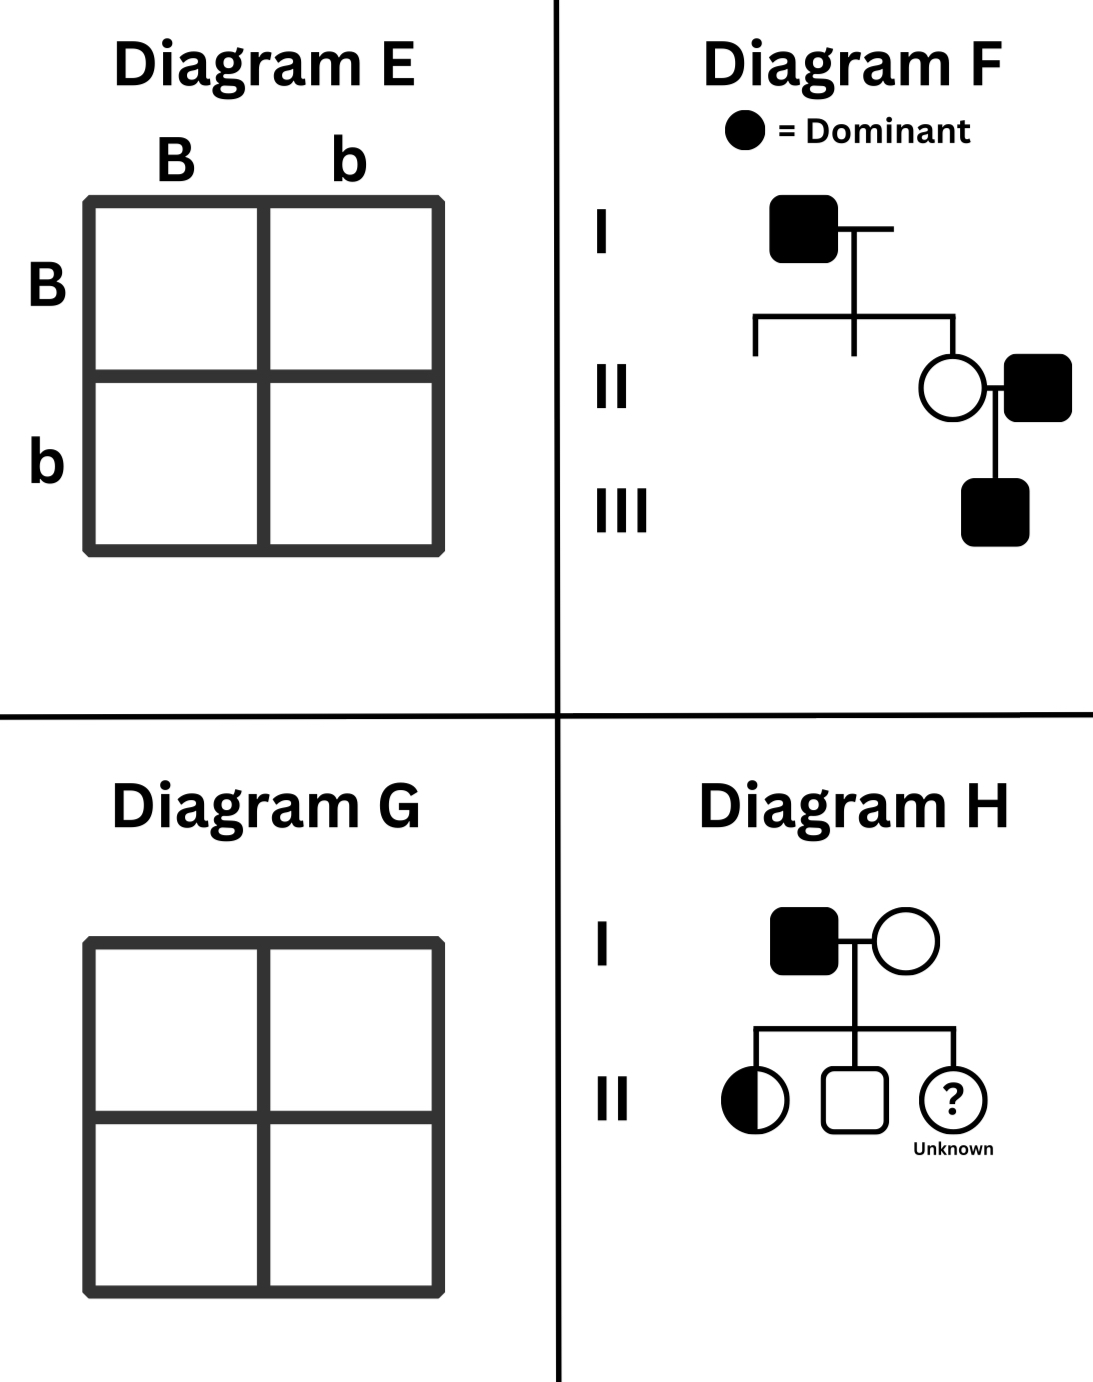 Diagram E
B b
B
b
Diagram F
= Dominant
I
II
III
Diagram G
Diagram H
I
II
?
Unknown